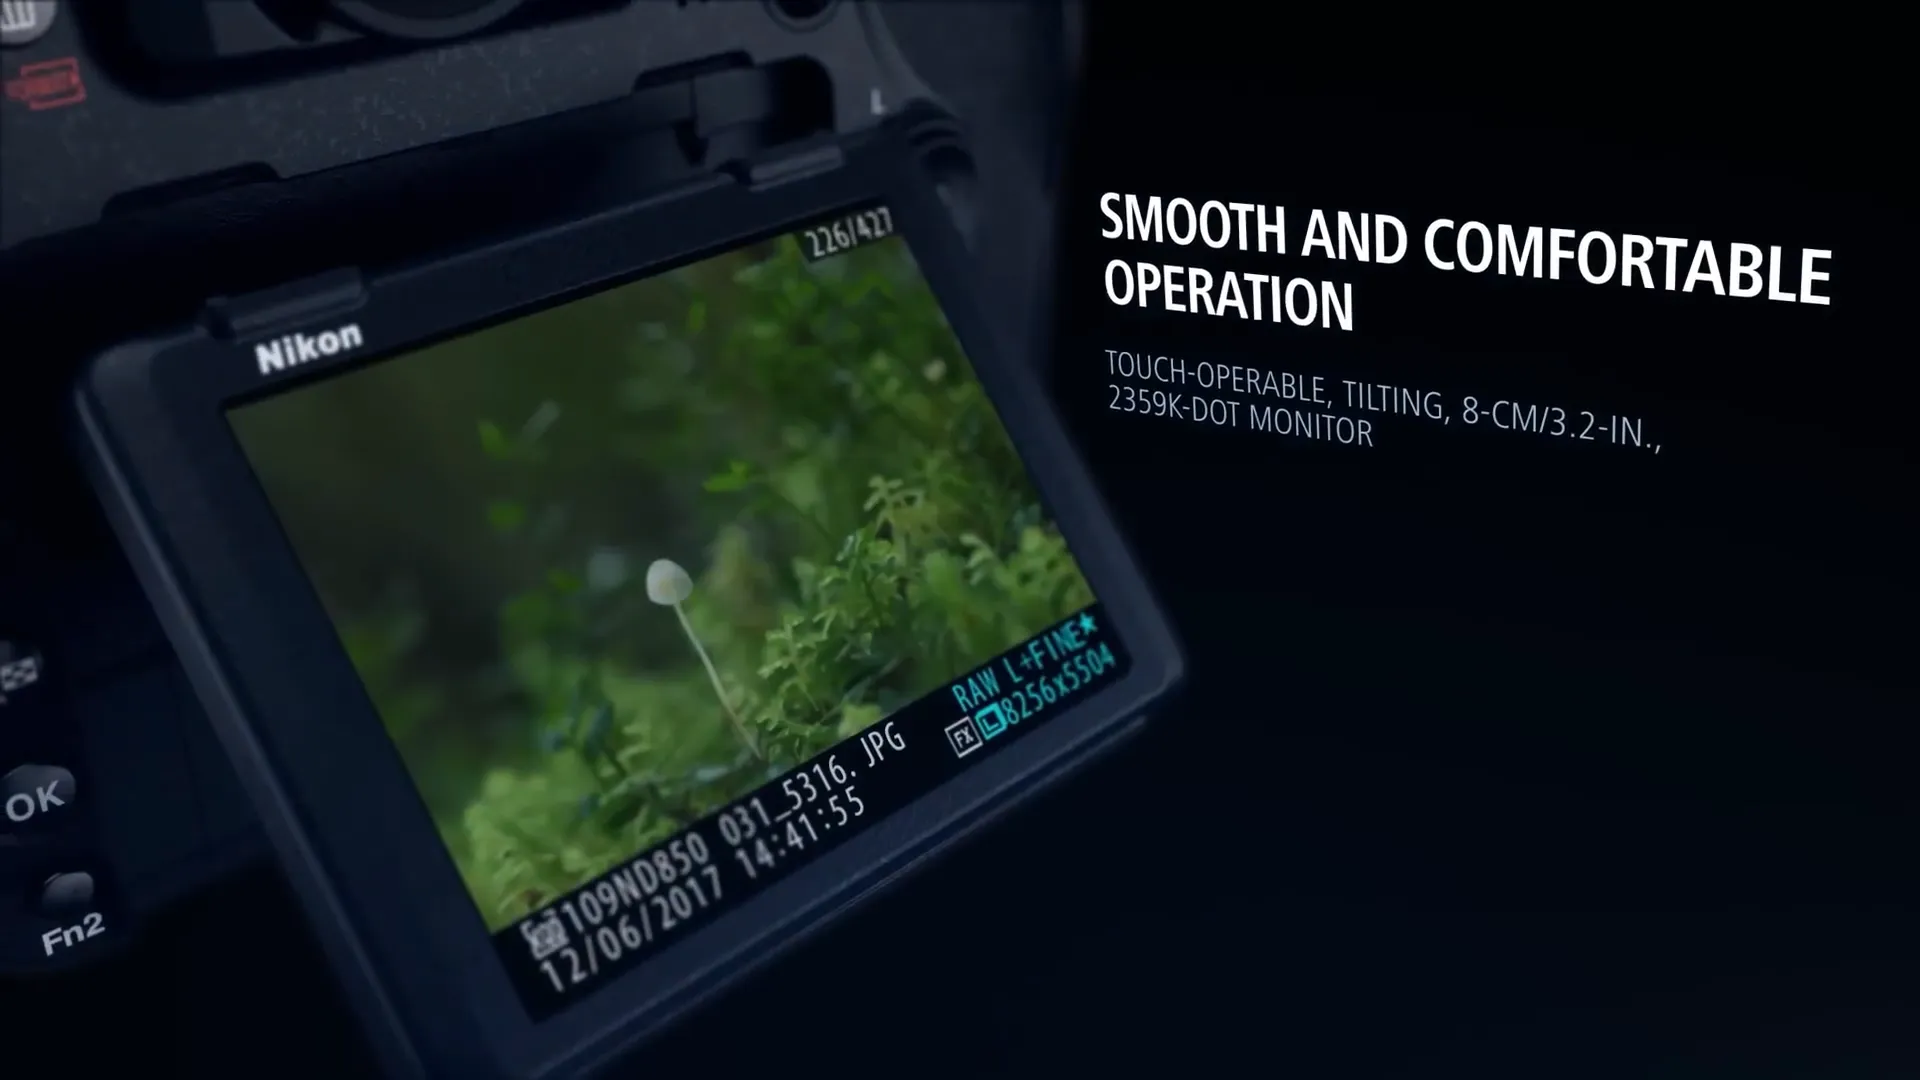 L
226/427
Nikon
SMOOTH AND COMFORTABLE
OPERATION
TOUCH-OPERABLE, TILTING, 8-CM/3.2-IN.,
2359K-DOT MONITOR
RAW L+FINE★
FX L 8256x5504
109ND850 031_5316.JPG
12/06/2017 14:41:55
OK
Fn2